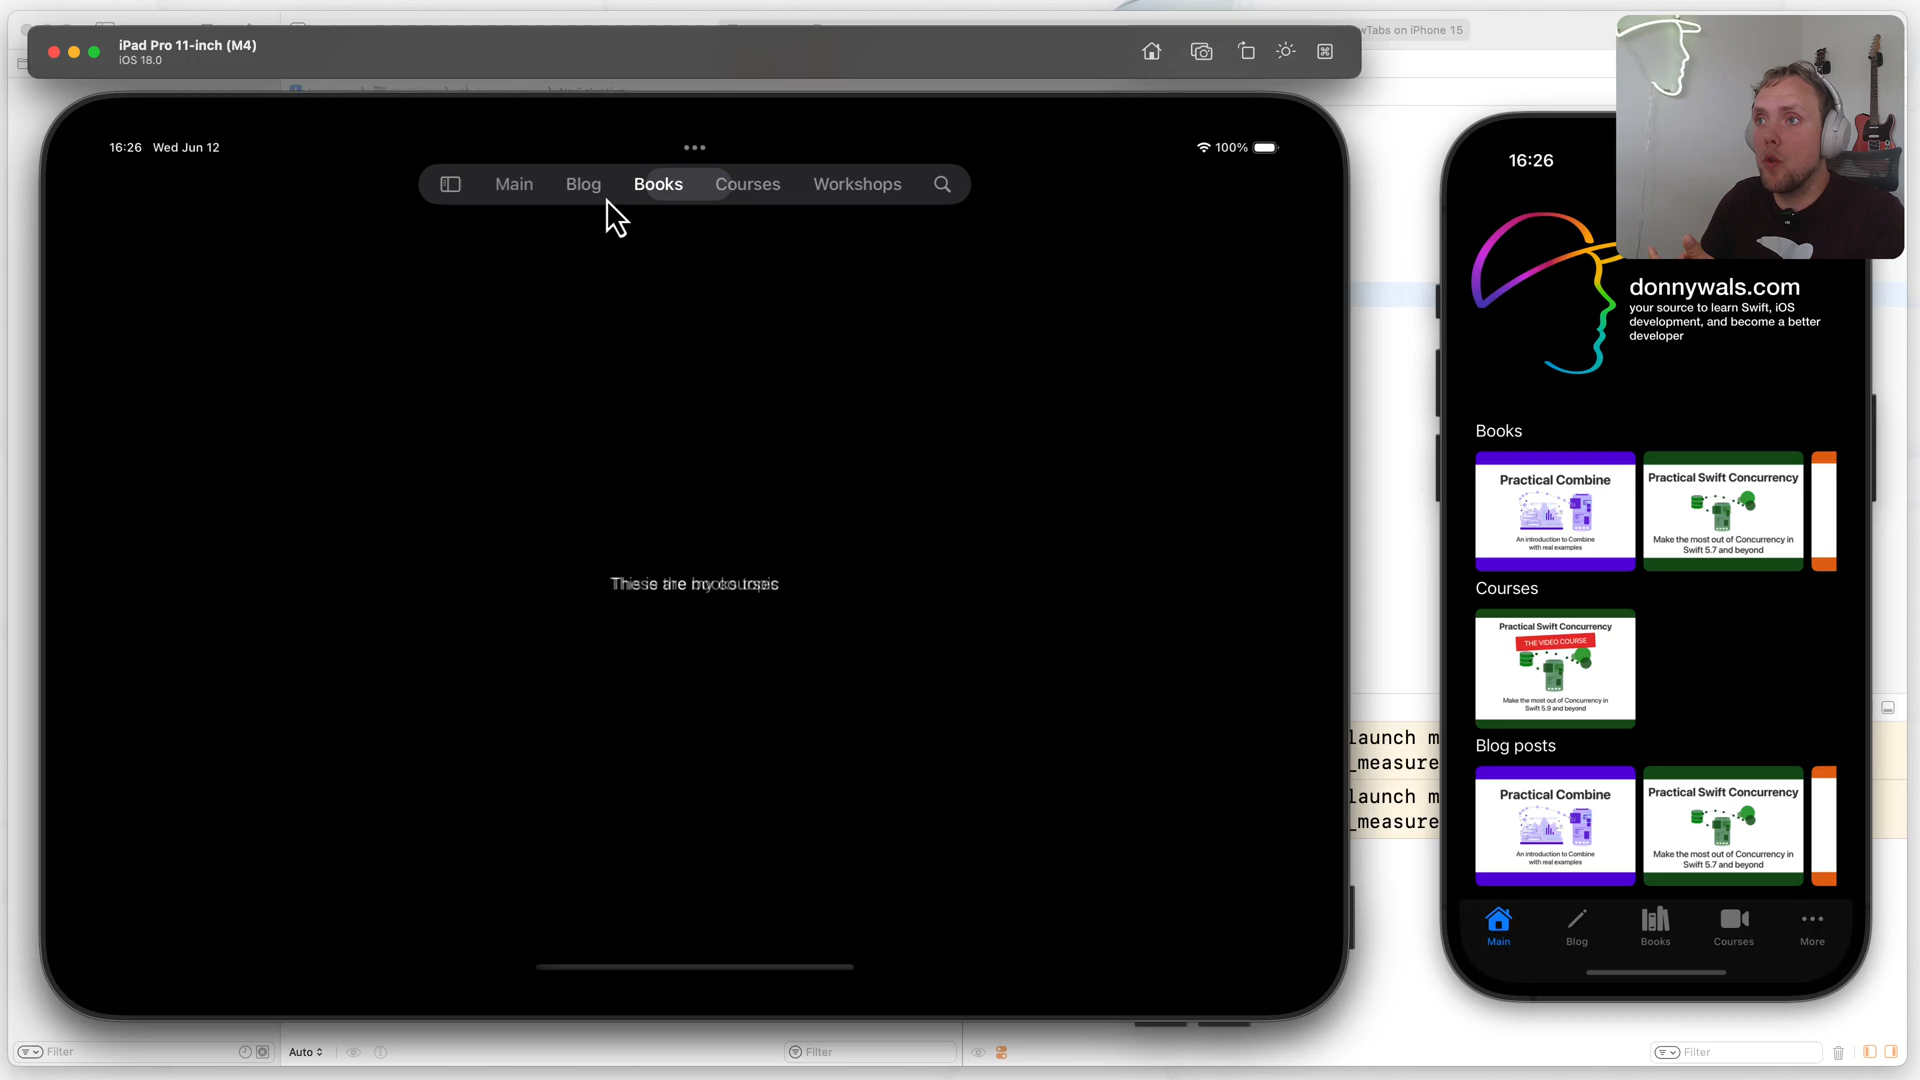 iPad Pro 11-inch (M4)
iOS 18.0
wTabs on iPhone 15
16:26 Wed Jun 12
100%
Main Blog Books Courses Workshops
16:26
donnywals.com
your source to learn Swift, iOS
development, and become a better
developer
Books
Practical Combine
An introduction to Combine
with real examples
Practical Swift Concurrency
Make the most out of Concurrency in
Swift 5.7 and beyond
Courses
Practical Swift Concurrency
THE VIDEO COURSE
Make the most out of Concurrency in
Swift 5.9 and beyond
Blog posts
Practical Combine
An introduction to Combine
with real examples
Practical Swift Concurrency
Make the most out of Concurrency in
Swift 5.7 and beyond
Main Blog Books Courses More
launch m
_measure
launch m
_measure
Filter
Auto
Filter
Filter